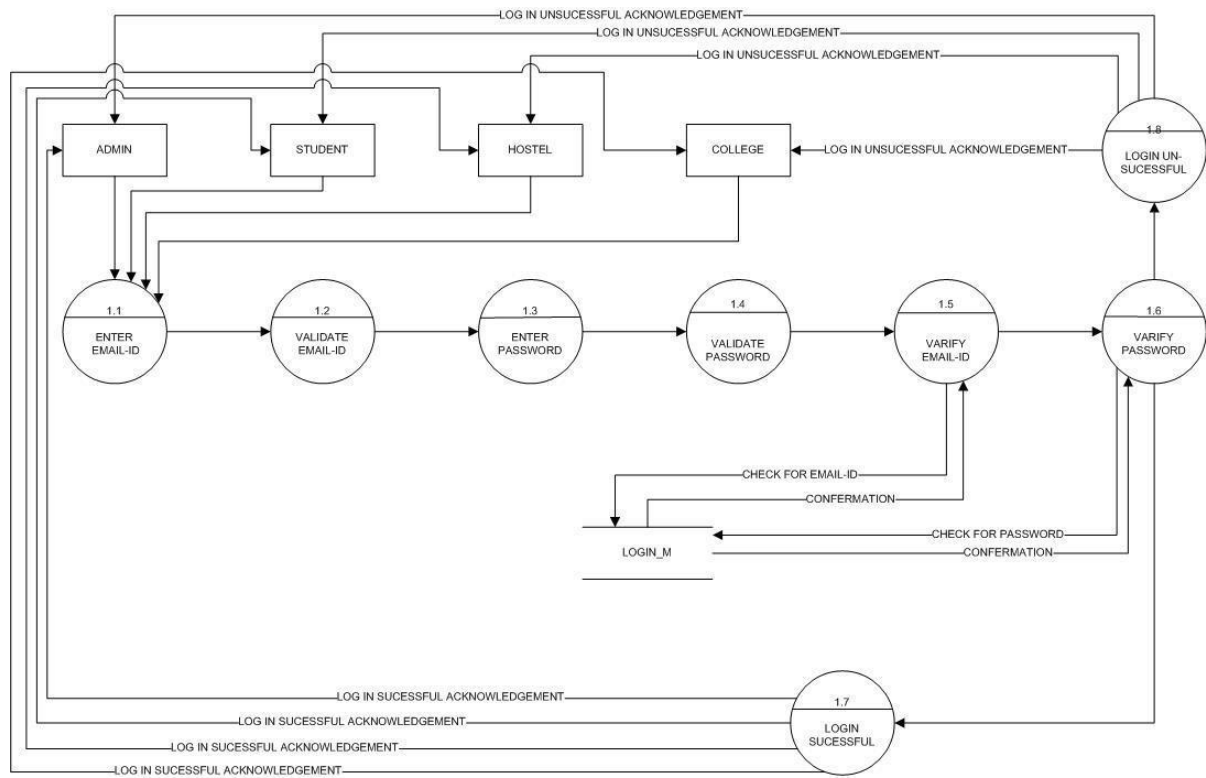 LOG IN UNSUCESSFUL ACKNOWLEDGEMENT
LOG IN UNSUCESSFUL ACKNOWLEDGEMENT
LOG IN UNSUCESSFUL ACKNOWLEDGEMENT
ADMIN
STUDENT
HOSTEL
COLLEGE
LOG IN UNSUCESSFUL ACKNOWLEDGEMENT
1.8
LOGIN UN-
SUCESSFUL
1.1
ENTER
EMAIL-ID
1.2
VALIDATE
EMAIL-ID
1.3
ENTER
PASSWORD
1.4
VALIDATE
PASSWORD
1.5
VARIFY
EMAIL-ID
1.6
VARIFY
PASSWORD
CHECK FOR EMAIL-ID
CONFERMATION
CHECK FOR PASSWORD
LOGIN_M
CONFERMATION
LOG IN SUCESSFUL ACKNOWLEDGEMENT
LOG IN SUCESSFUL ACKNOWLEDGEMENT
LOG IN SUCESSFUL ACKNOWLEDGEMENT
LOG IN SUCESSFUL ACKNOWLEDGEMENT
1.7
LOGIN
SUCESSFUL